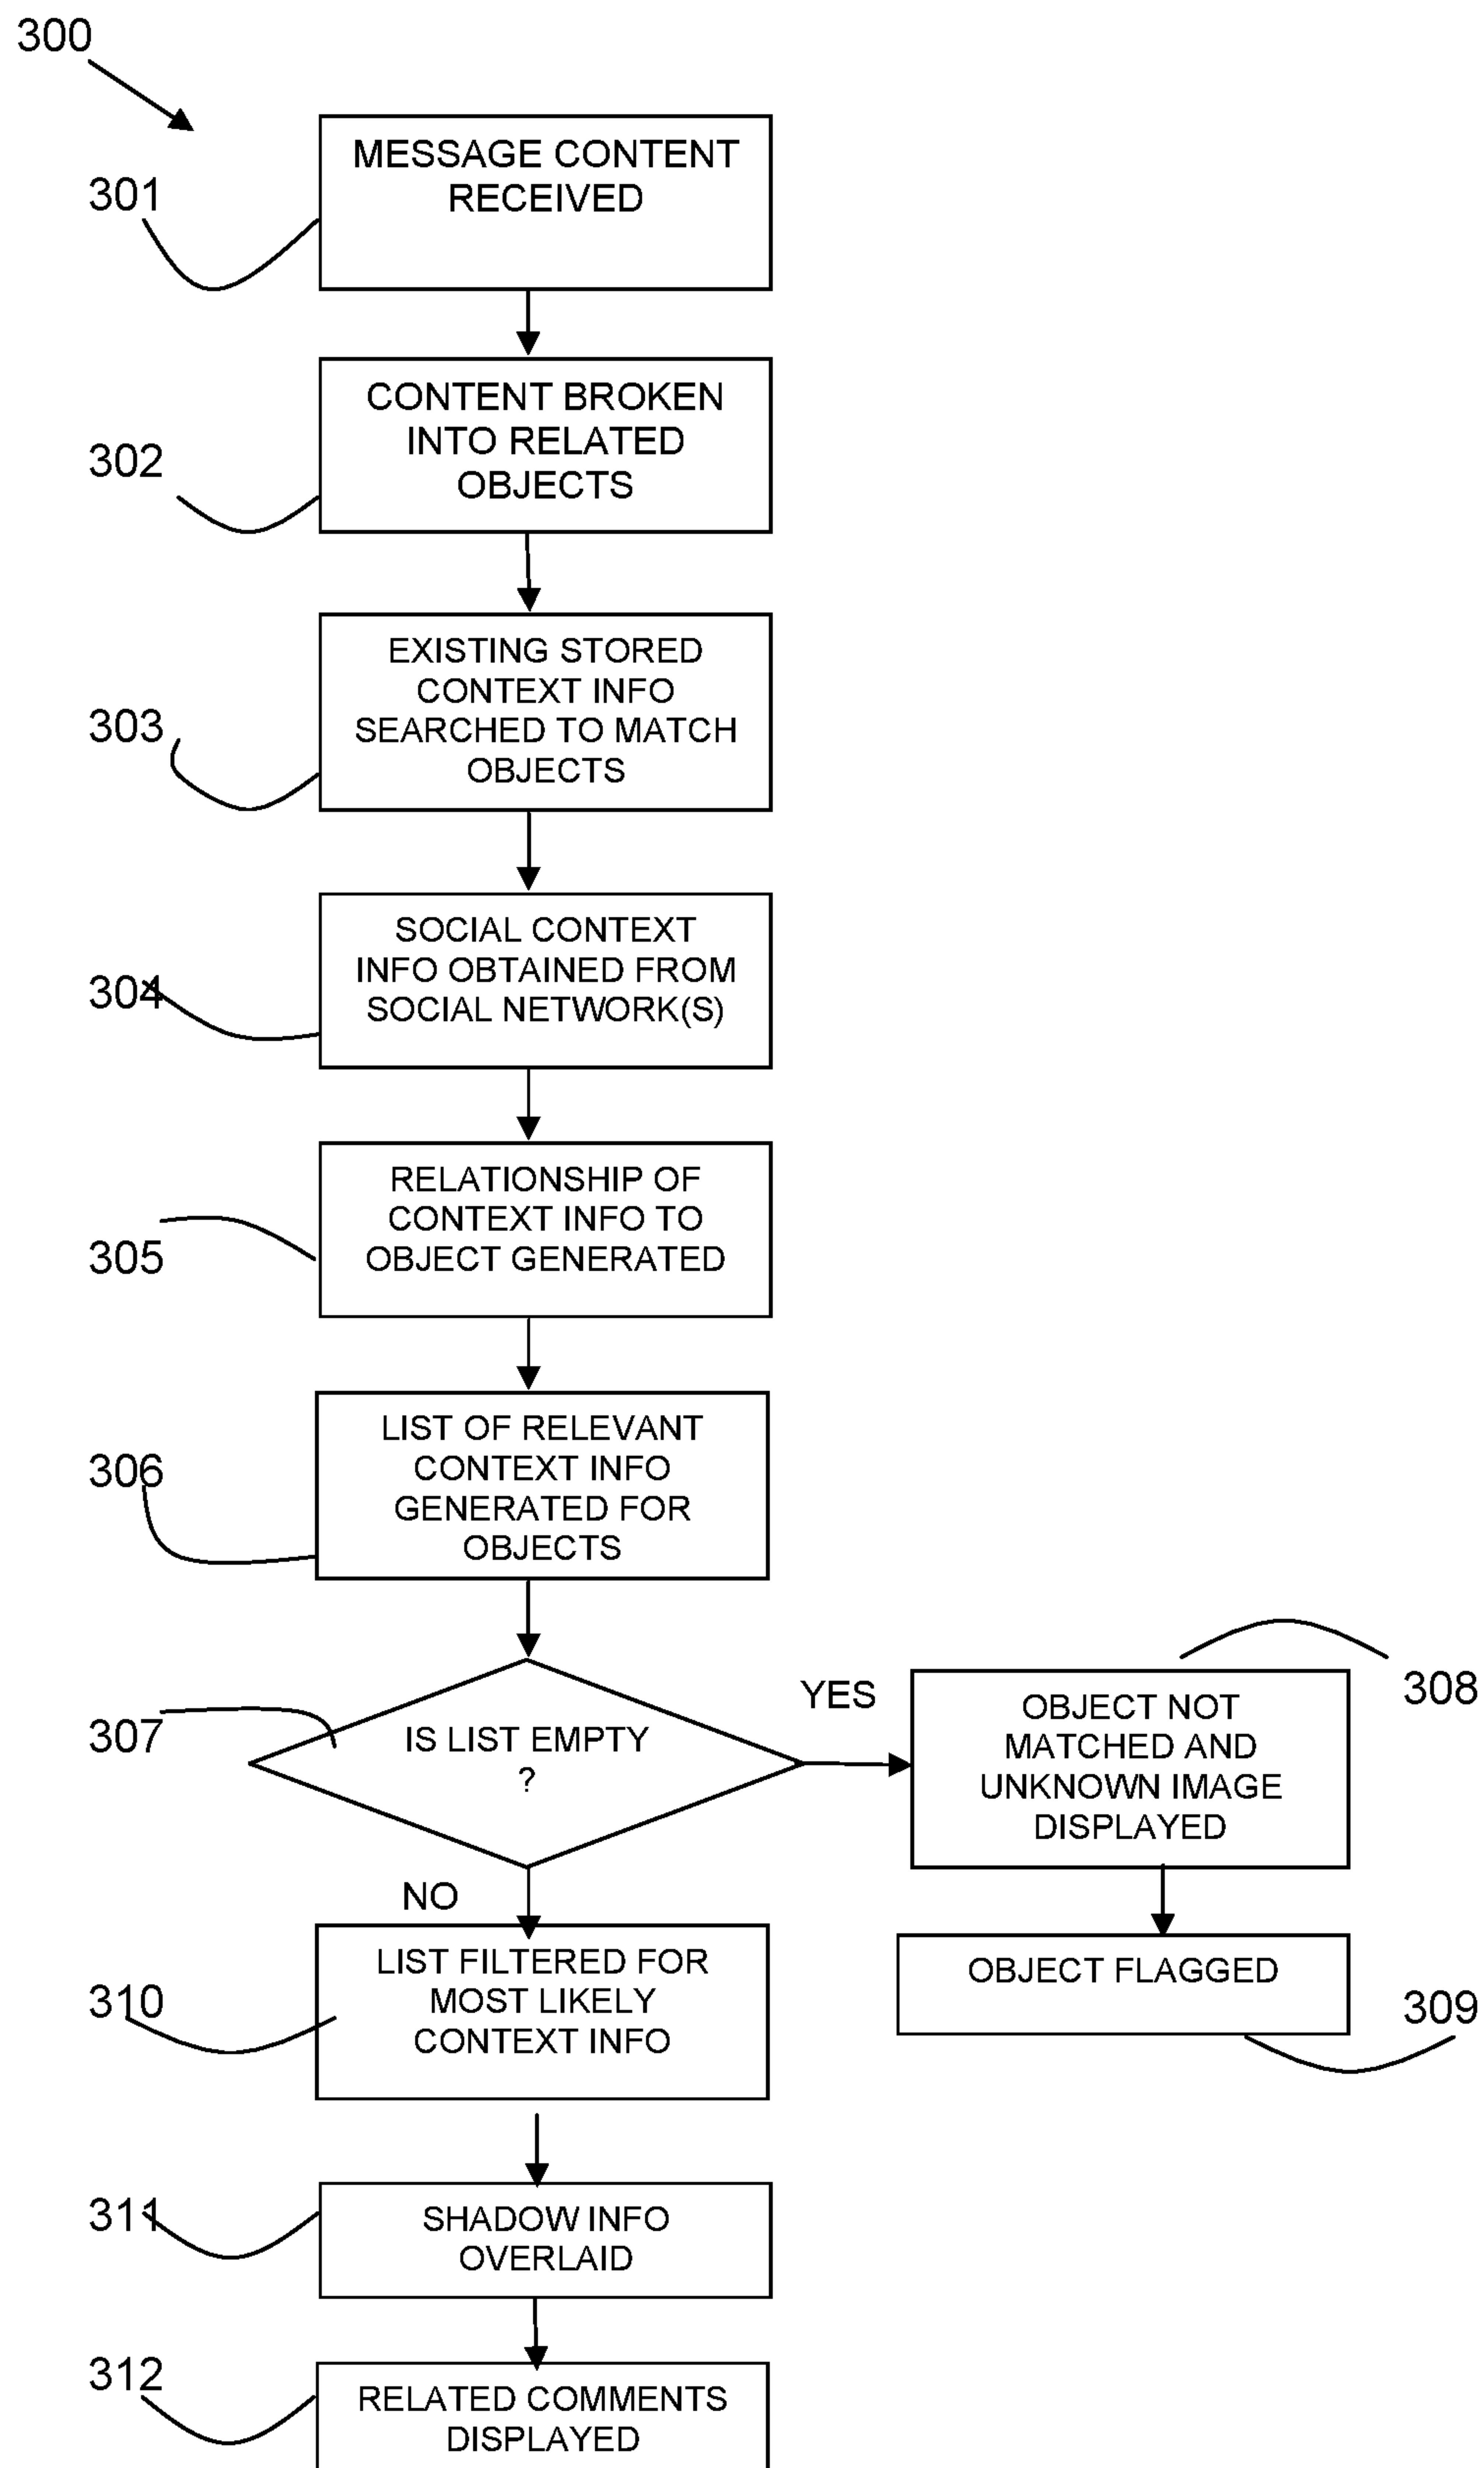 300
301
MESSAGE CONTENT
RECEIVED
302
CONTENT BROKEN
INTO RELATED
OBJECTS
303
EXISTING STORED
CONTEXT INFO
SEARCHED TO MATCH
OBJECTS
304
SOCIAL CONTEXT
INFO OBTAINED FROM
SOCIAL NETWORK(S)
305
RELATIONSHIP OF
CONTEXT INFO TO
OBJECT GENERATED
306
LIST OF RELEVANT
CONTEXT INFO
GENERATED FOR
OBJECTS
307
IS LIST EMPTY
?
YES
308
OBJECT NOT
MATCHED AND
UNKNOWN IMAGE
DISPLAYED
309
OBJECT FLAGGED
NO
310
LIST FILTERED FOR
MOST LIKELY
CONTEXT INFO
311
SHADOW INFO
OVERLAID
312
RELATED COMMENTS
DISPLAYED